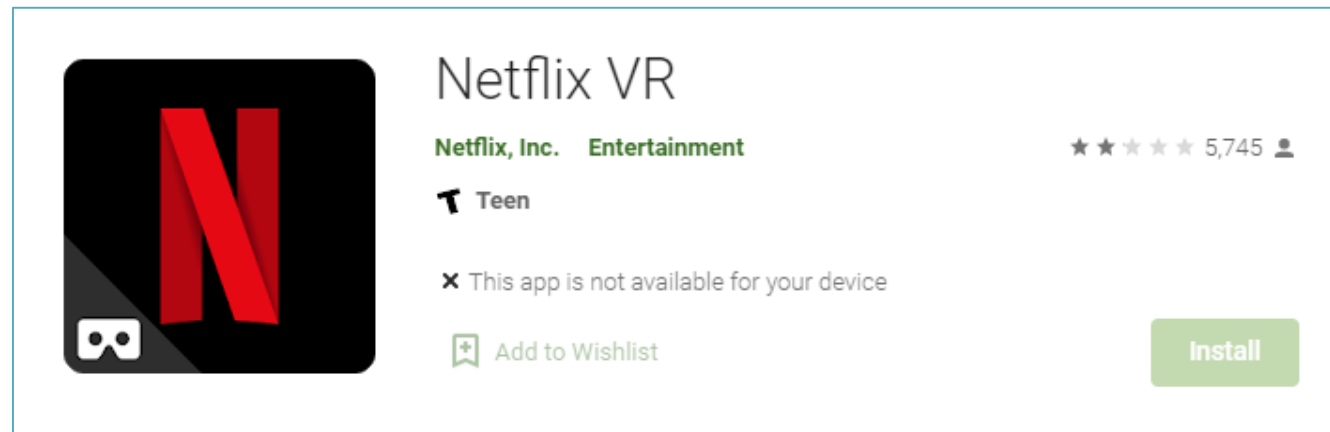 Netflix VR
Netflix, Inc. Entertainment 5,745
T Teen
This app is not available for your device
Add to Wishlist Install
N